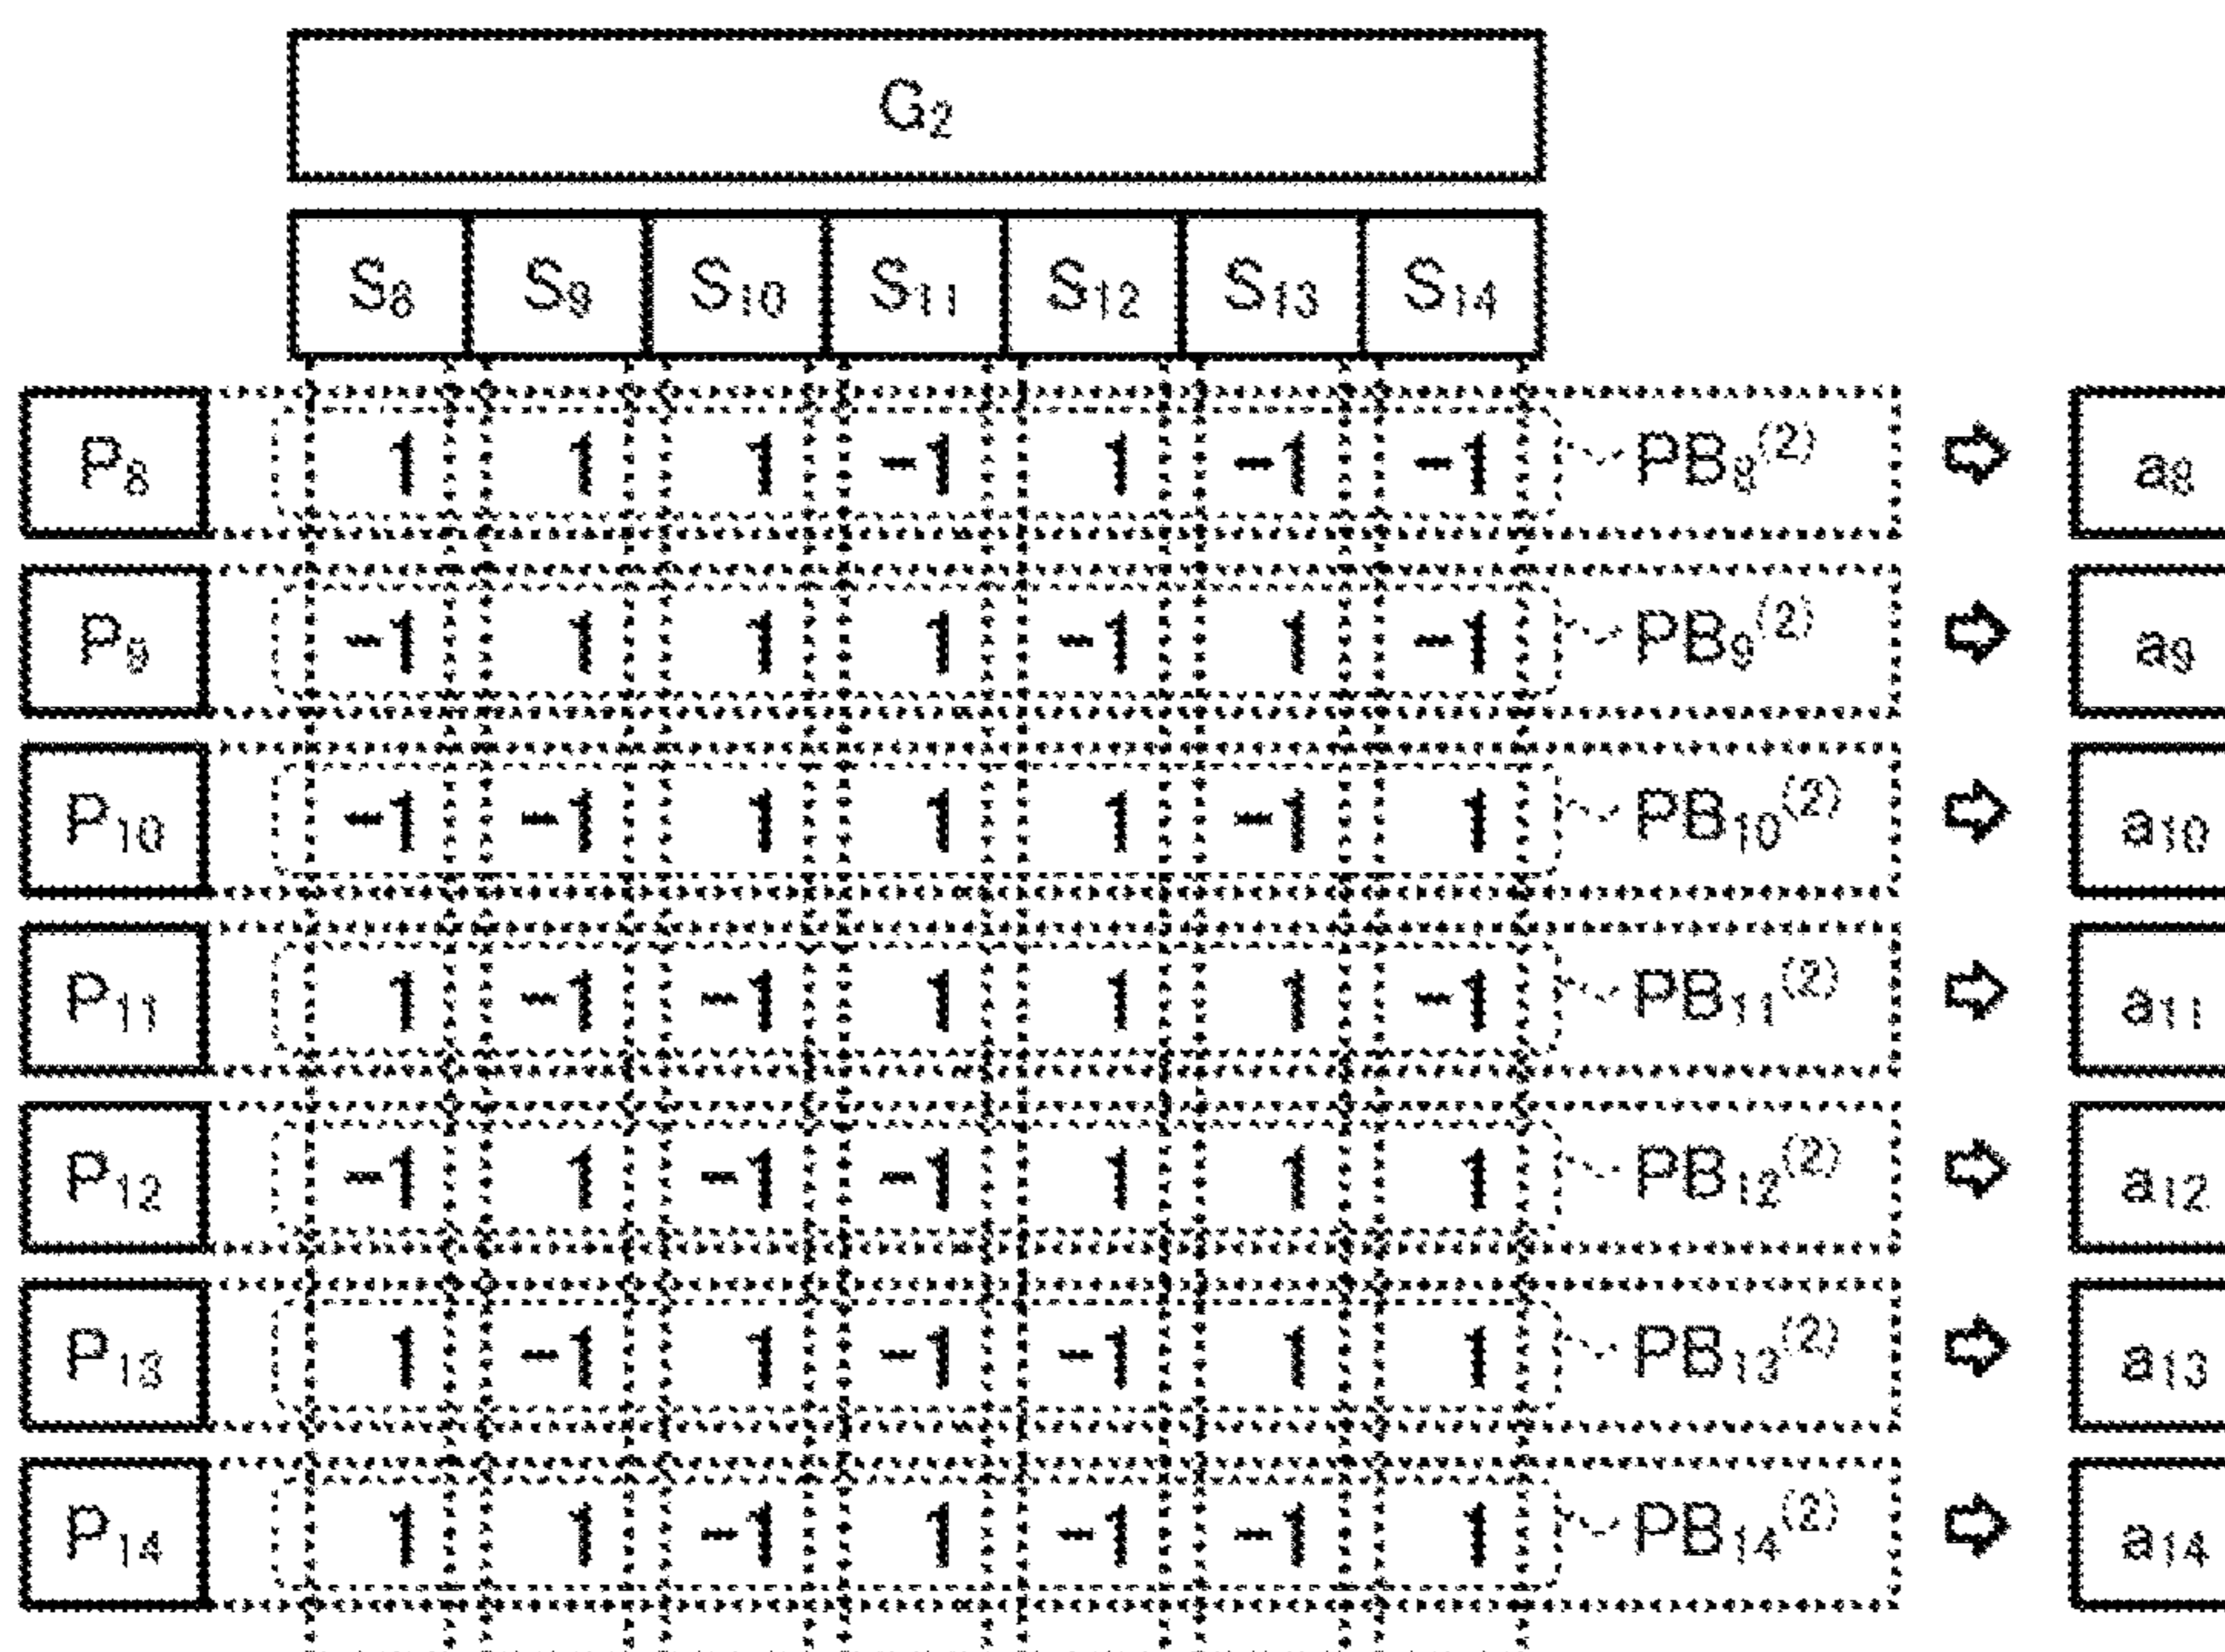 G₂
S₈ S₉ S₁₀ S₁₁ S₁₂ S₁₃ S₁₄
P₈ 1 1 1 -1 1 -1 -1 PB₈⁽²⁾ ⇨ a₈
P₉ -1 1 1 1 -1 1 -1 PB₉⁽²⁾ ⇨ a₉
P₁₀ -1 -1 1 1 1 -1 1 PB₁₀⁽²⁾ ⇨ a₁₀
P₁₁ 1 -1 -1 1 1 1 -1 PB₁₁⁽²⁾ ⇨ a₁₁
P₁₂ -1 1 -1 -1 1 1 1 PB₁₂⁽²⁾ ⇨ a₁₂
P₁₃ 1 -1 1 -1 -1 1 1 PB₁₃⁽²⁾ ⇨ a₁₃
P₁₄ 1 1 -1 1 -1 -1 1 PB₁₄⁽²⁾ ⇨ a₁₄